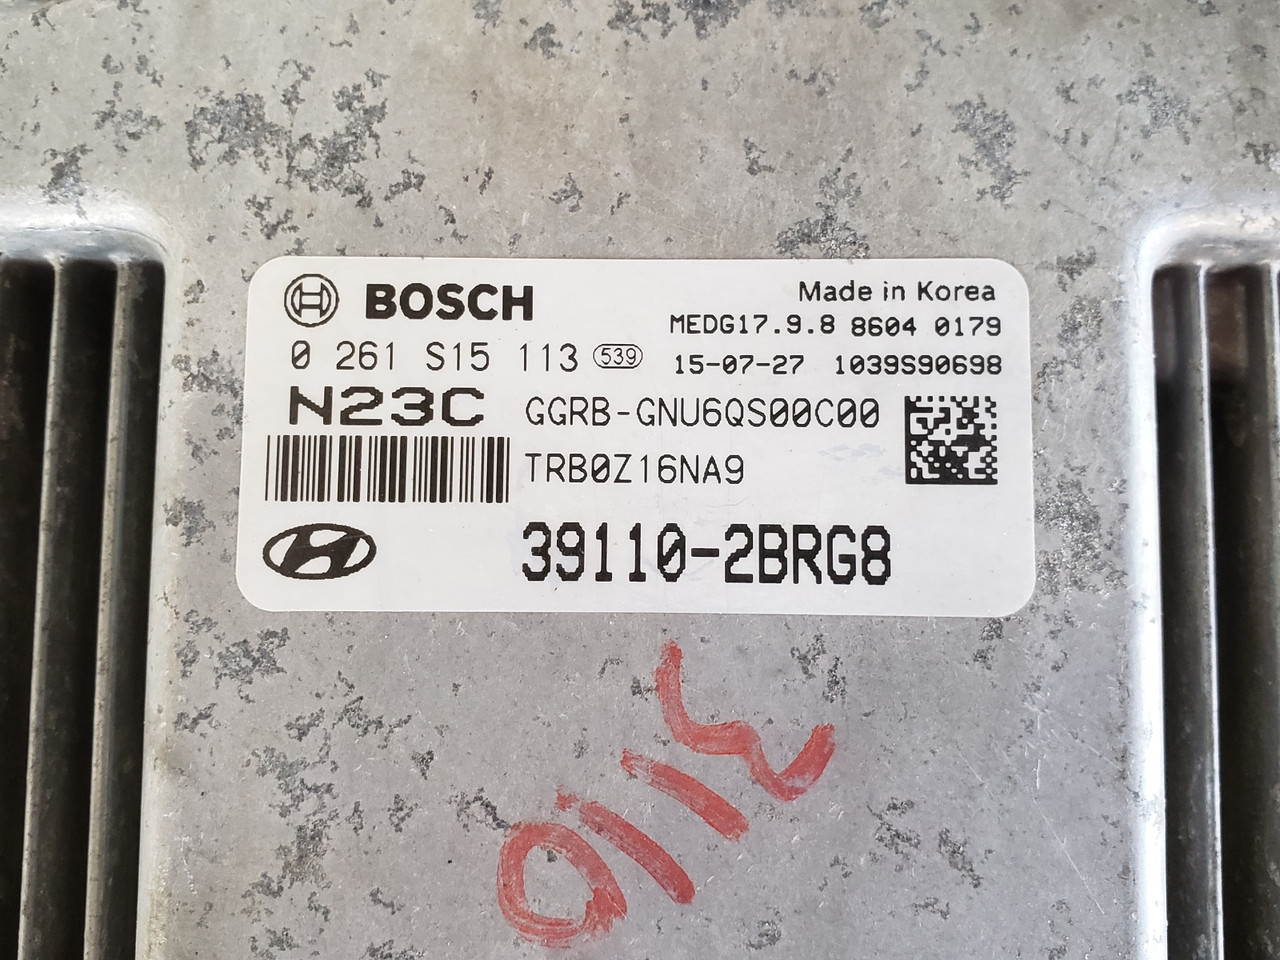 BOSCH
Made in Korea
MEDG17.9.8 8604 0179
0 261 S15 113 539
15-07-27 1039S90698
N23C
GGRB-GNU6QS00C00
TRB0Z16NA9
39110-2BRG8